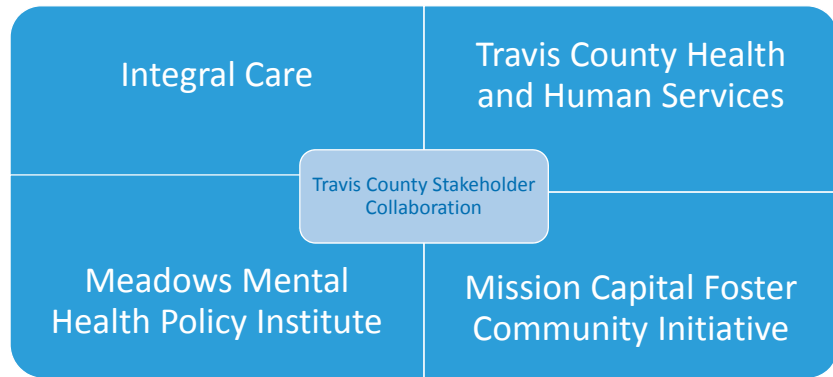 Integral Care
Travis County Health
and Human Services
Travis County Stakeholder
Collaboration
Meadows Mental
Health Policy Institute
Mission Capital Foster
Community Initiative